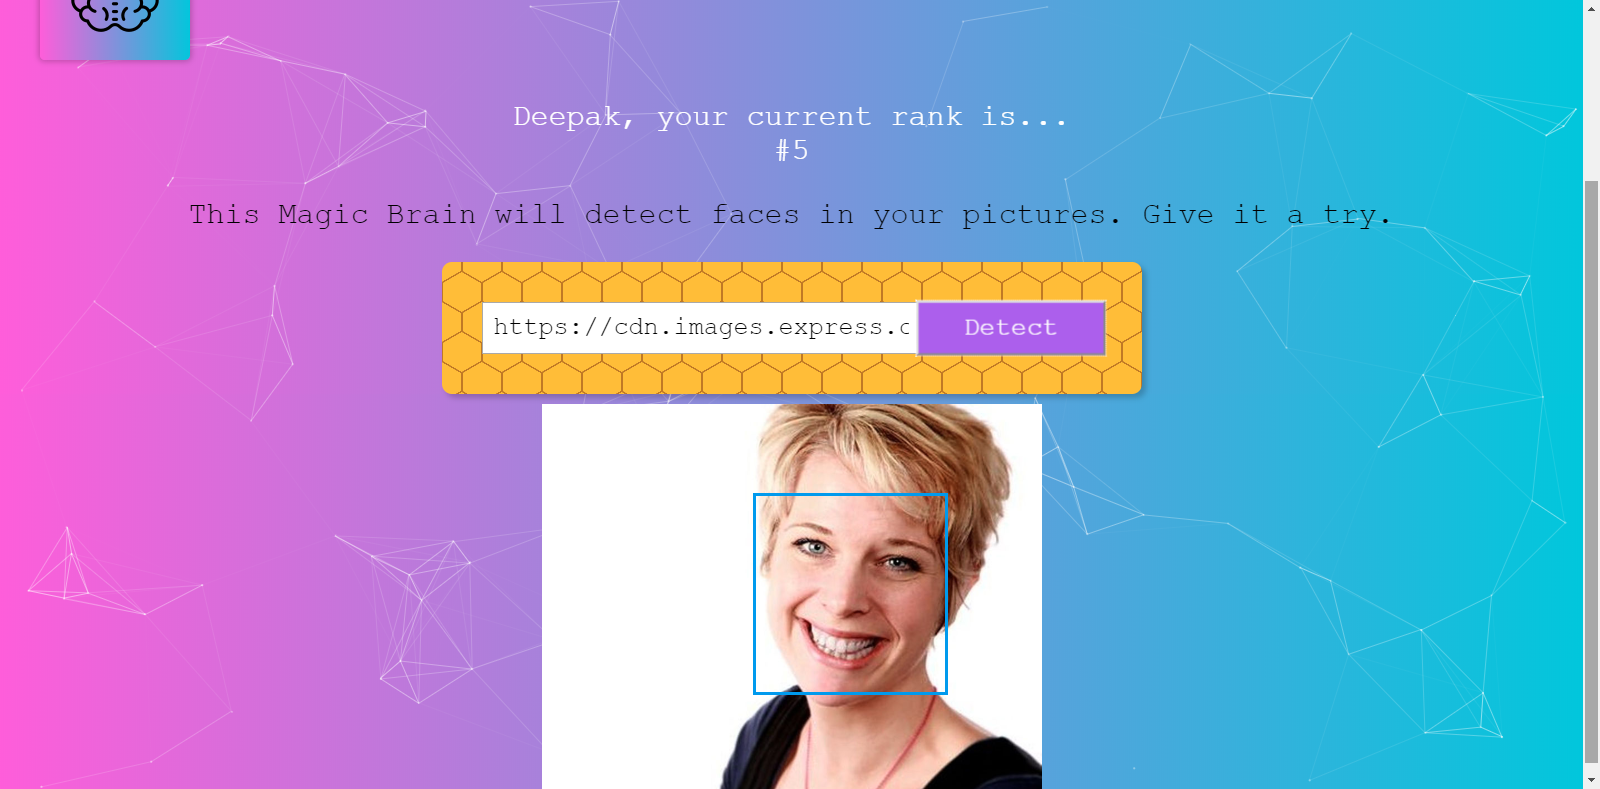 Deepak, your current rank is...
#5
This Magic Brain will detect faces in your pictures. Give it a try.
https://cdn.images.express.c
Detect